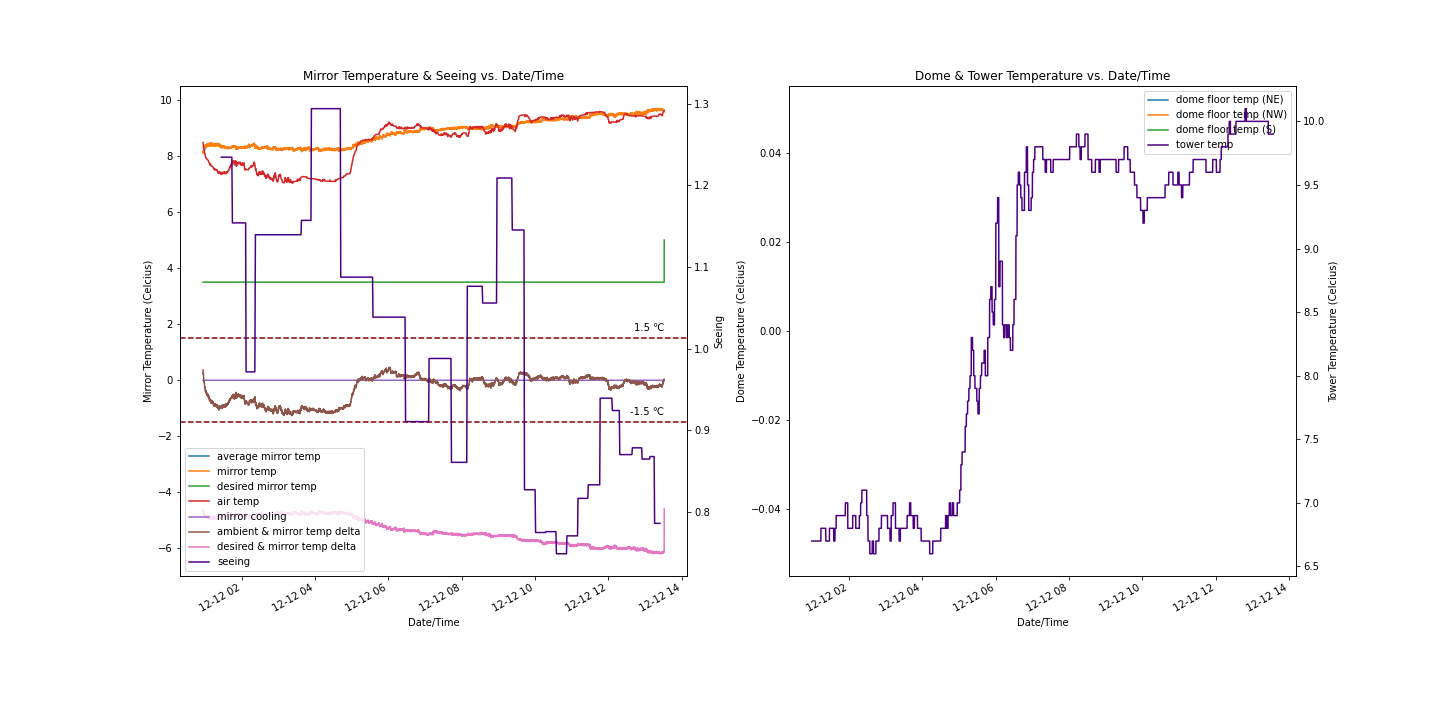 Mirror Temperature & Seeing vs. Date/Time
Mirror Temperature (Celcius)
10
8
6
4
2
0
−2
−4
−6
1.5 °C
-1.5 °C
average mirror temp
mirror temp
desired mirror temp
air temp
mirror cooling
ambient & mirror temp delta
desired & mirror temp delta
seeing
1.3
1.2
1.1
1.0
0.9
0.8
Seeing
12-12 02
12-12 04
12-12 06
12-12 08
12-12 10
12-12 12
12-12 14
Date/Time
Dome & Tower Temperature vs. Date/Time
Dome Temperature (Celcius)
0.04
0.02
0.00
−0.02
−0.04
dome floor temp (NE)
dome floor temp (NW)
dome floor temp (S)
tower temp
10.0
9.5
9.0
8.5
8.0
7.5
7.0
6.5
Tower Temperature (Celcius)
12-12 02
12-12 04
12-12 06
12-12 08
12-12 10
12-12 12
12-12 14
Date/Time